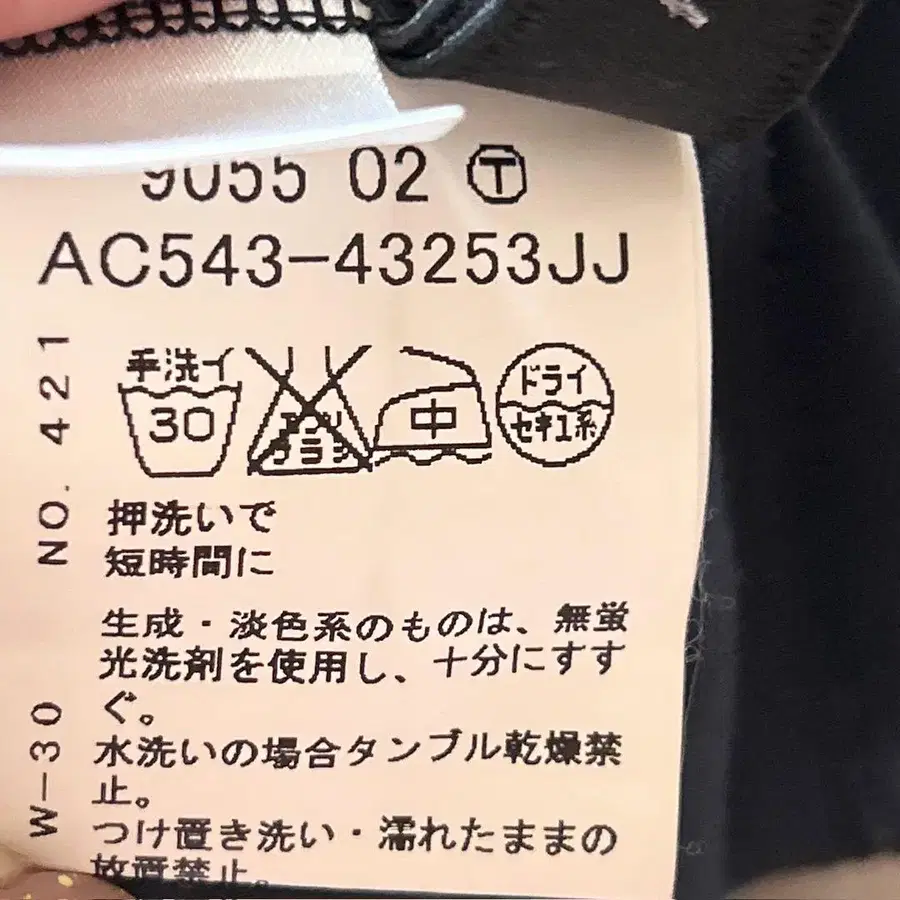 9055 02 Ⓣ
AC543-43253JJ
手洗イ
30
中
ドライ
セキユ系
NO. 421
押洗いで
短時間に
生成・淡色系のものは、無蛍
光洗剤を使用し、十分にすす
ぐ。
水洗いの場合タンブル乾燥禁
止。
W-30
つけ置き洗い・濡れたままの
放置禁止。